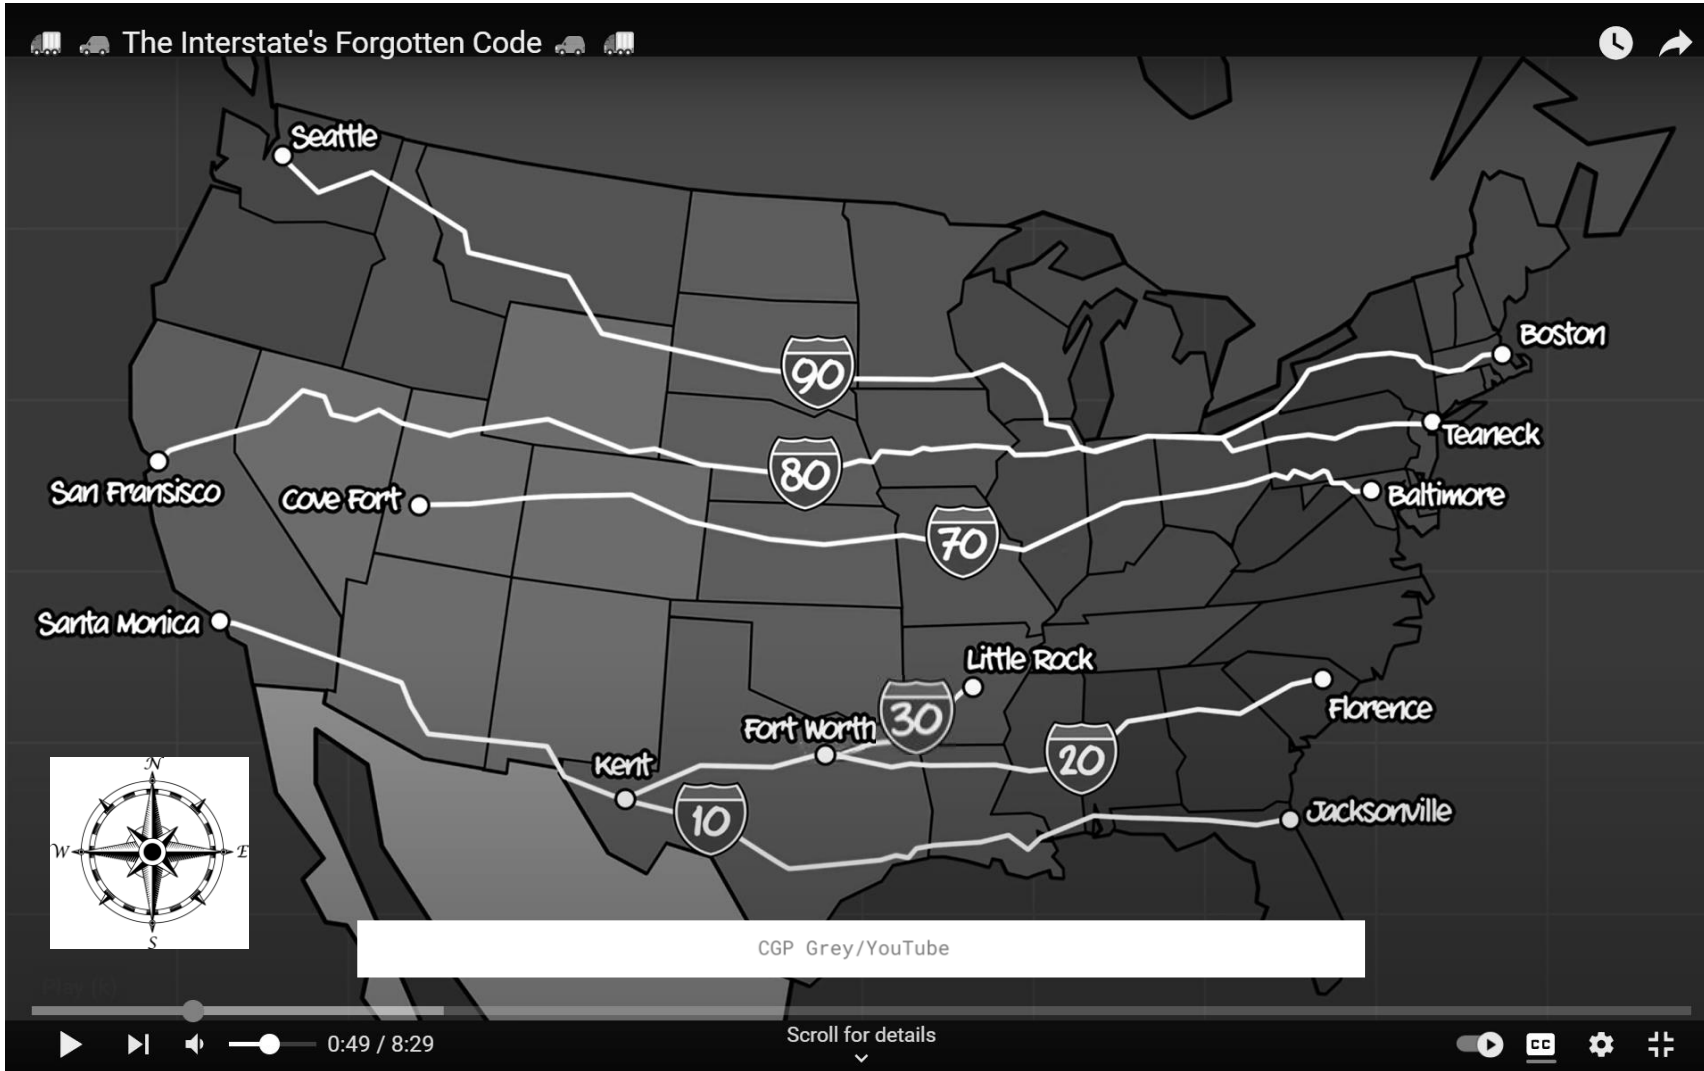 The Interstate's Forgotten Code
Seattle
Boston
90
Teaneck
80
San Fransisco
Cove Fort
Baltimore
70
Santa Monica
Little Rock
30
Florence
Fort Worth
20
Kent
10
Jacksonville
N
W
E
S
CGP Grey/YouTube
Play (k)
0:49 / 8:29
Scroll for details
CC